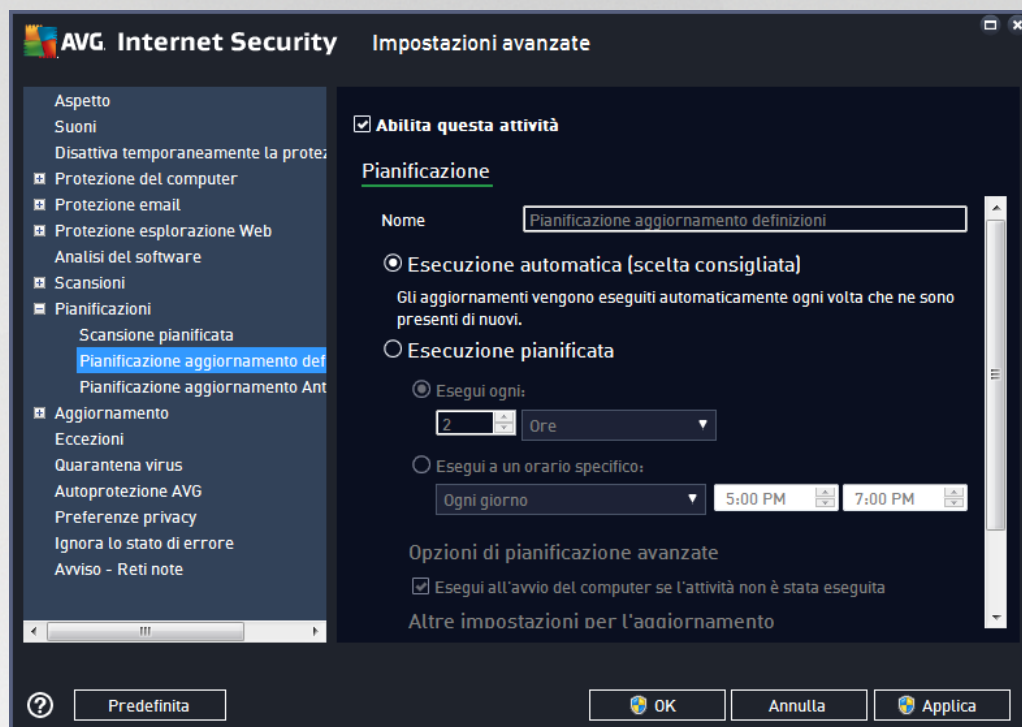 AVG. Internet Security Impostazioni avanzate
Aspetto
Suoni
Disattiva temporaneamente la protez
Protezione del computer
Protezione email
Protezione esplorazione Web
Analisi del software
Scansioni
Pianificazioni
Scansione pianificata
Pianificazione aggiornamento def
Pianificazione aggiornamento Ant
Aggiornamento
Eccezioni
Quarantena virus
Autoprotezione AVG
Preferenze privacy
Ignora lo stato di errore
Avviso - Reti note
Abilita questa attività
Pianificazione
Nome Pianificazione aggiornamento definizioni
Esecuzione automatica (scelta consigliata)
Gli aggiornamenti vengono eseguiti automaticamente ogni volta che ne sono
presenti di nuovi.
Esecuzione pianificata
Esegui ogni:
2 Ore
Esegui a un orario specifico:
Ogni giorno 5:00 PM 7:00 PM
Opzioni di pianificazione avanzate
Esegui all'avvio del computer se l'attività non è stata eseguita
Altre impostazioni per l'aggiornamento
Predefinita OK Annulla Applica